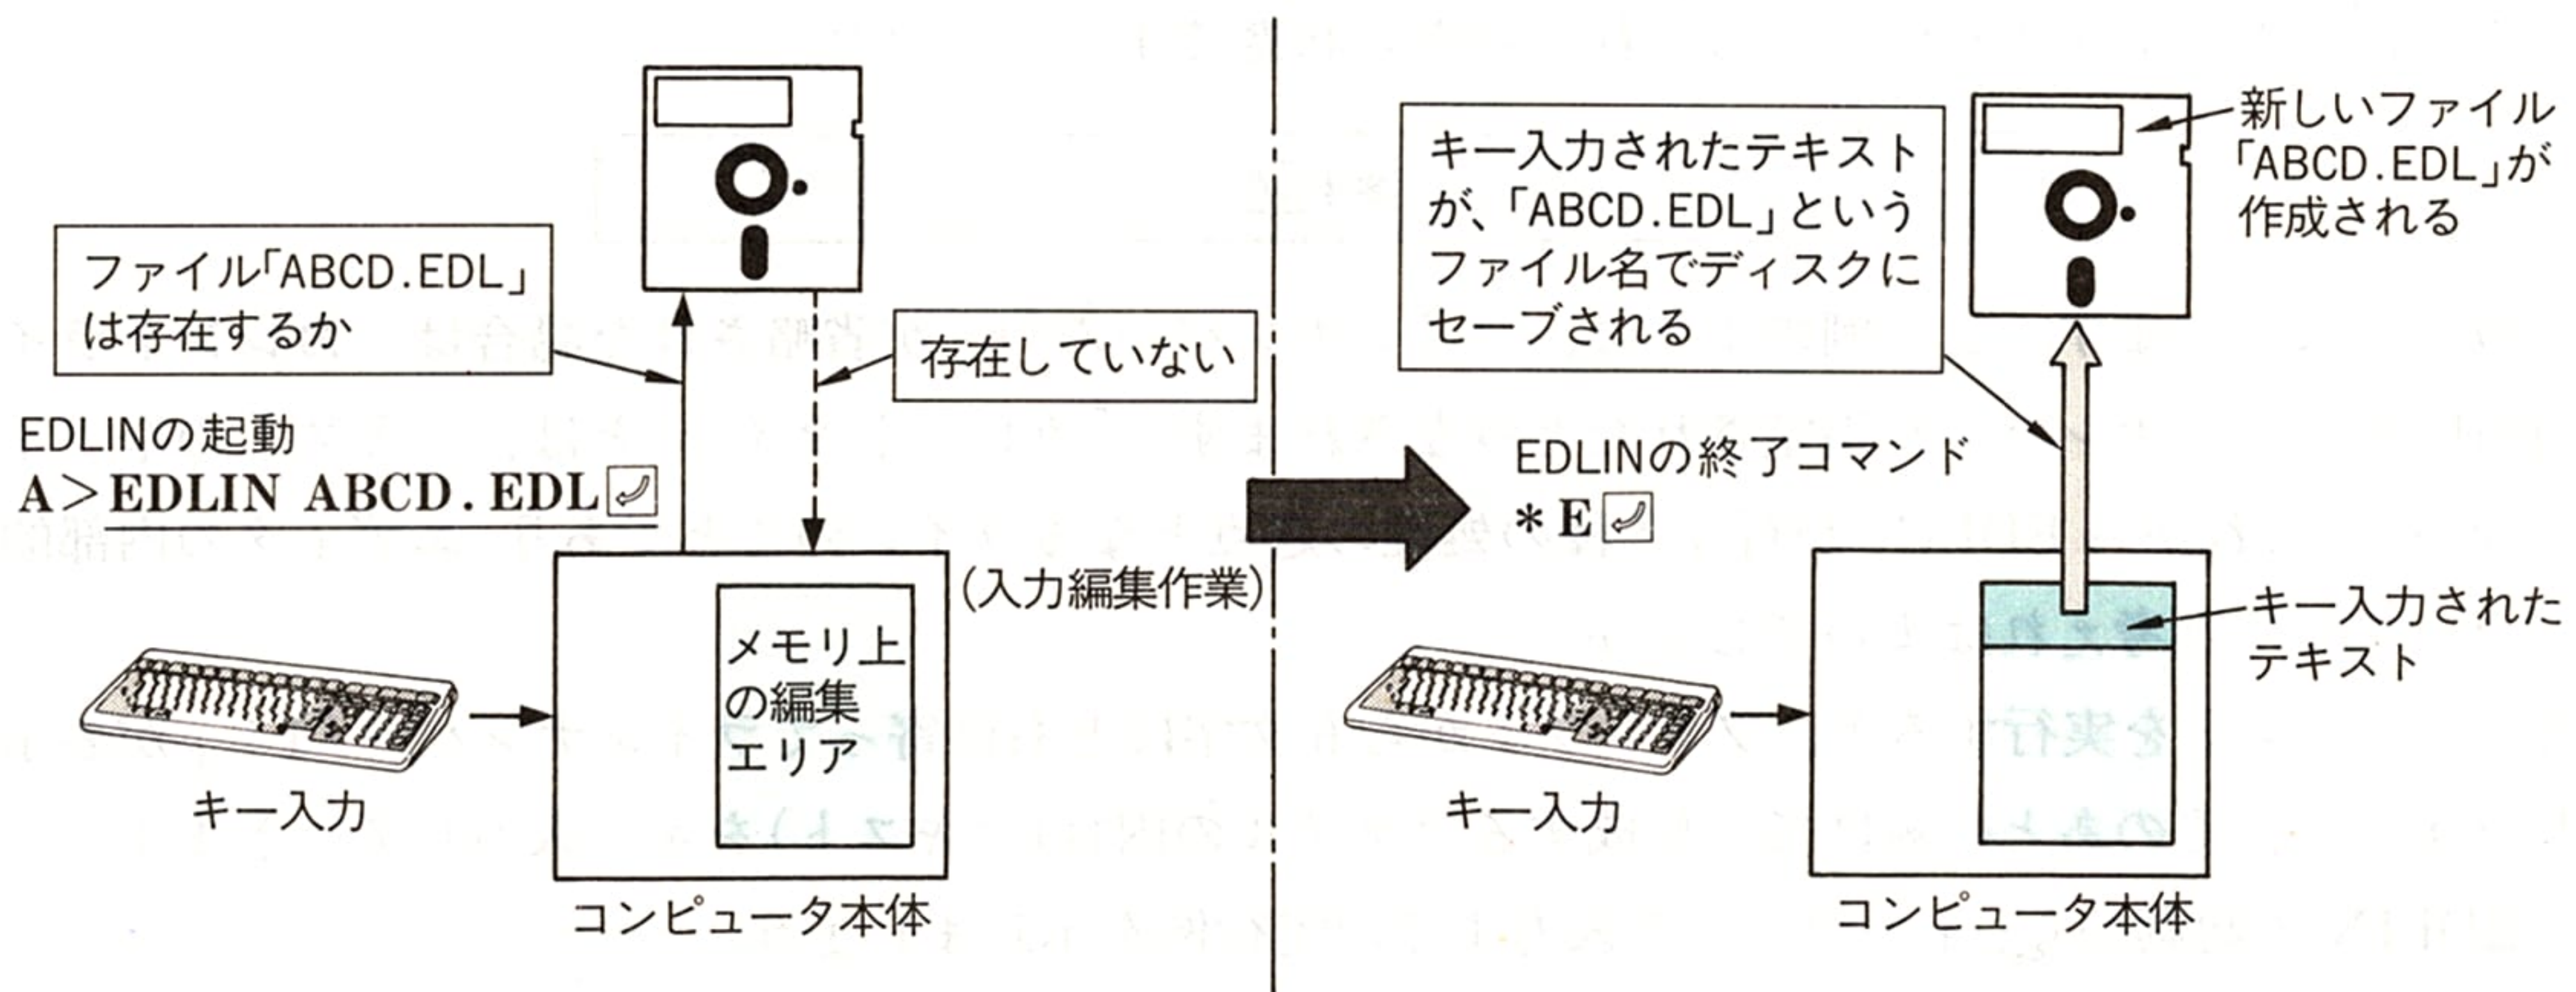 ファイル「ABCD.EDL」
は存在するか
存在していない
EDLINの起動
A>EDLIN ABCD.EDL
(入力編集作業)
メモリ上
の編集
エリア
キー入力
コンピュータ本体
キー入力されたテキスト
が、「ABCD.EDL」という
ファイル名でディスクに
セーブされる
新しいファイル
「ABCD.EDL」が
作成される
EDLINの終了コマンド
*E
キー入力された
テキスト
キー入力
コンピュータ本体